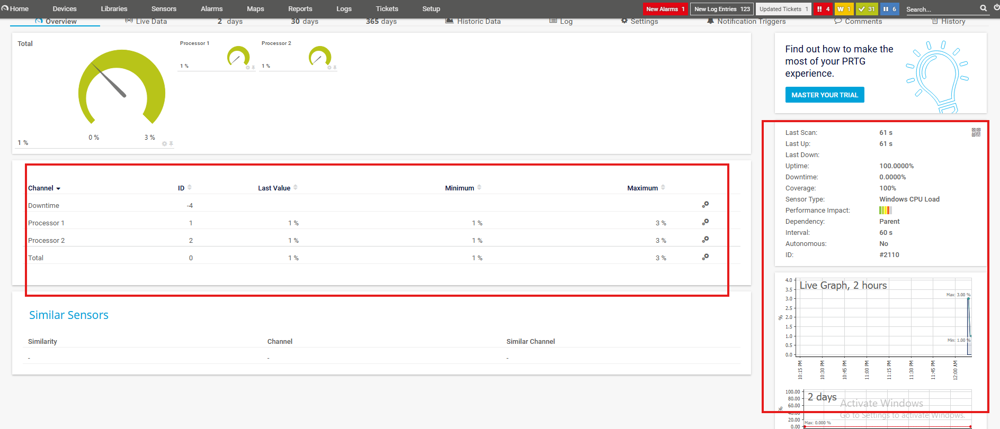 Home Devices Libraries Sensors Alarms Maps Reports Logs Tickets Setup New Alarms 1 New Log Entries 123 Updated Tickets 1 !! 4 W 1 31 6 Search...
Overview Live Data 2 days 30 days 365 days Historic Data Log Settings Notification Triggers Comments History
Total
Processor 1
1 %
Processor 2
1 %
0 %
3 %
1 %
Channel ID Last Value Minimum Maximum
Downtime -4
Processor 1 1 1 % 1 % 3 %
Processor 2 2 1 % 1 % 3 %
Total 0 1 % 1 % 3 %
Similar Sensors
Similarity Channel Similar Channel
- - -
Find out how to make the
most of your PRTG
experience.
MASTER YOUR TRIAL
Last Scan: 61 s
Last Up: 61 s
Last Down:
Uptime: 100.0000%
Downtime: 0.0000%
Coverage: 100%
Sensor Type: Windows CPU Load
Performance Impact:
Dependency: Parent
Interval: 60 s
Autonomous: No
ID: #2110
Live Graph, 2 hours
4.0
3.5
3.0
2.5
2.0
1.5
1.0
0.5
0.0
%
Max: 3.00 %
Min: 1.00 %
10:15 PM
10:30 PM
10:45 PM
11:00 PM
11:15 PM
11:30 PM
11:45 PM
12:00 AM
2 days
100.00
80.00
60.00
20.00
0.00
%
Max: 0.000 %
Activate Windows
Go to Settings to activate Windows.